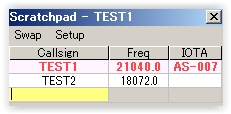 Scratchpad - TEST1
Swap Setup
Callsign Freq IOTA
TEST1 21040.0 AS-007
TEST2 18072.0